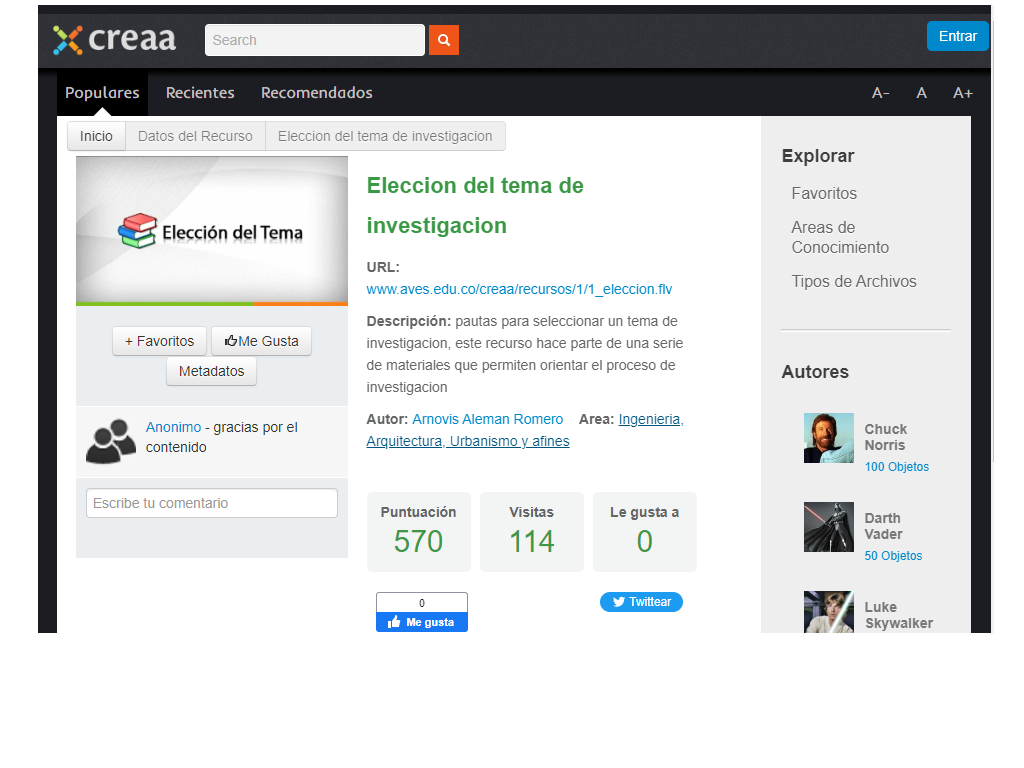 creaa
Search
Entrar
Populares
Recientes
Recomendados
A-
A
A+
Inicio
Datos del Recurso
Eleccion del tema de investigacion
Elección del Tema
+ Favoritos
Me Gusta
Metadatos
Anonimo - gracias por el
contenido
Escribe tu comentario
Eleccion del tema de
investigacion
URL:
www.aves.edu.co/creaa/recursos/1/1_eleccion.flv
Descripción: pautas para seleccionar un tema de
investigacion, este recurso hace parte de una serie
de materiales que permiten orientar el proceso de
investigacion
Autor: Arnovis Aleman Romero Area: Ingenieria,
Arquitectura, Urbanismo y afines
Puntuación
570
Visitas
114
Le gusta a
0
0
Me gusta
Twittear
Explorar
Favoritos
Areas de
Conocimiento
Tipos de Archivos
Autores
Chuck
Norris
100 Objetos
Darth
Vader
50 Objetos
Luke
Skywalker